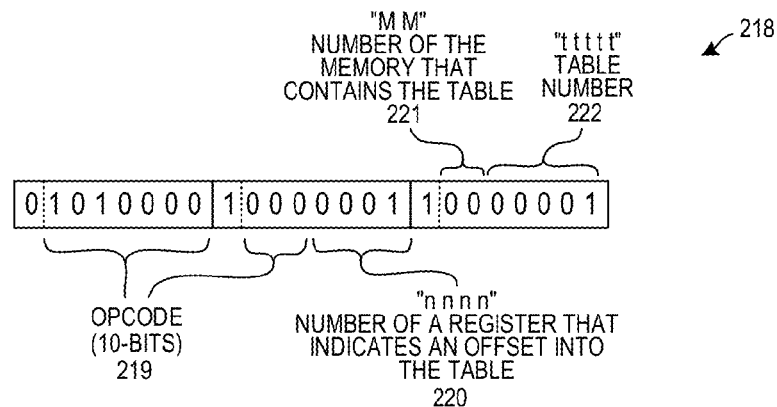 "M M"
NUMBER OF THE
MEMORY THAT
CONTAINS THE TABLE
221
"t t t t t"
TABLE
NUMBER
222
218
0 1 0 1 0 0 0 0 1 0 0 0 0 0 0 1 1 0 0 0 0 0 0 1
OPCODE
(10-BITS)
219
"n n n n"
NUMBER OF A REGISTER THAT
INDICATES AN OFFSET INTO
THE TABLE
220